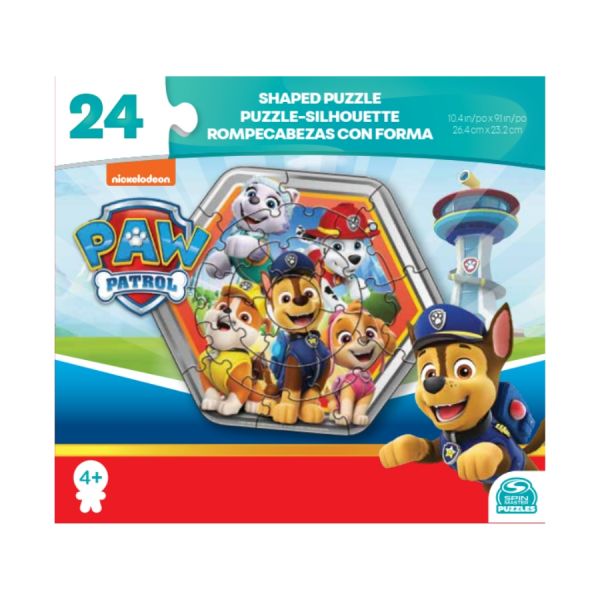 24
SHAPED PUZZLE
PUZZLE-SILHOUETTE
ROMPECABEZAS CON FORMA
10.4 in/po x 9.1 in/po
26.4 cm x 23.2 cm
nickelodeon
PAW
PATROL
4+
SPIN
MASTER
PUZZLES